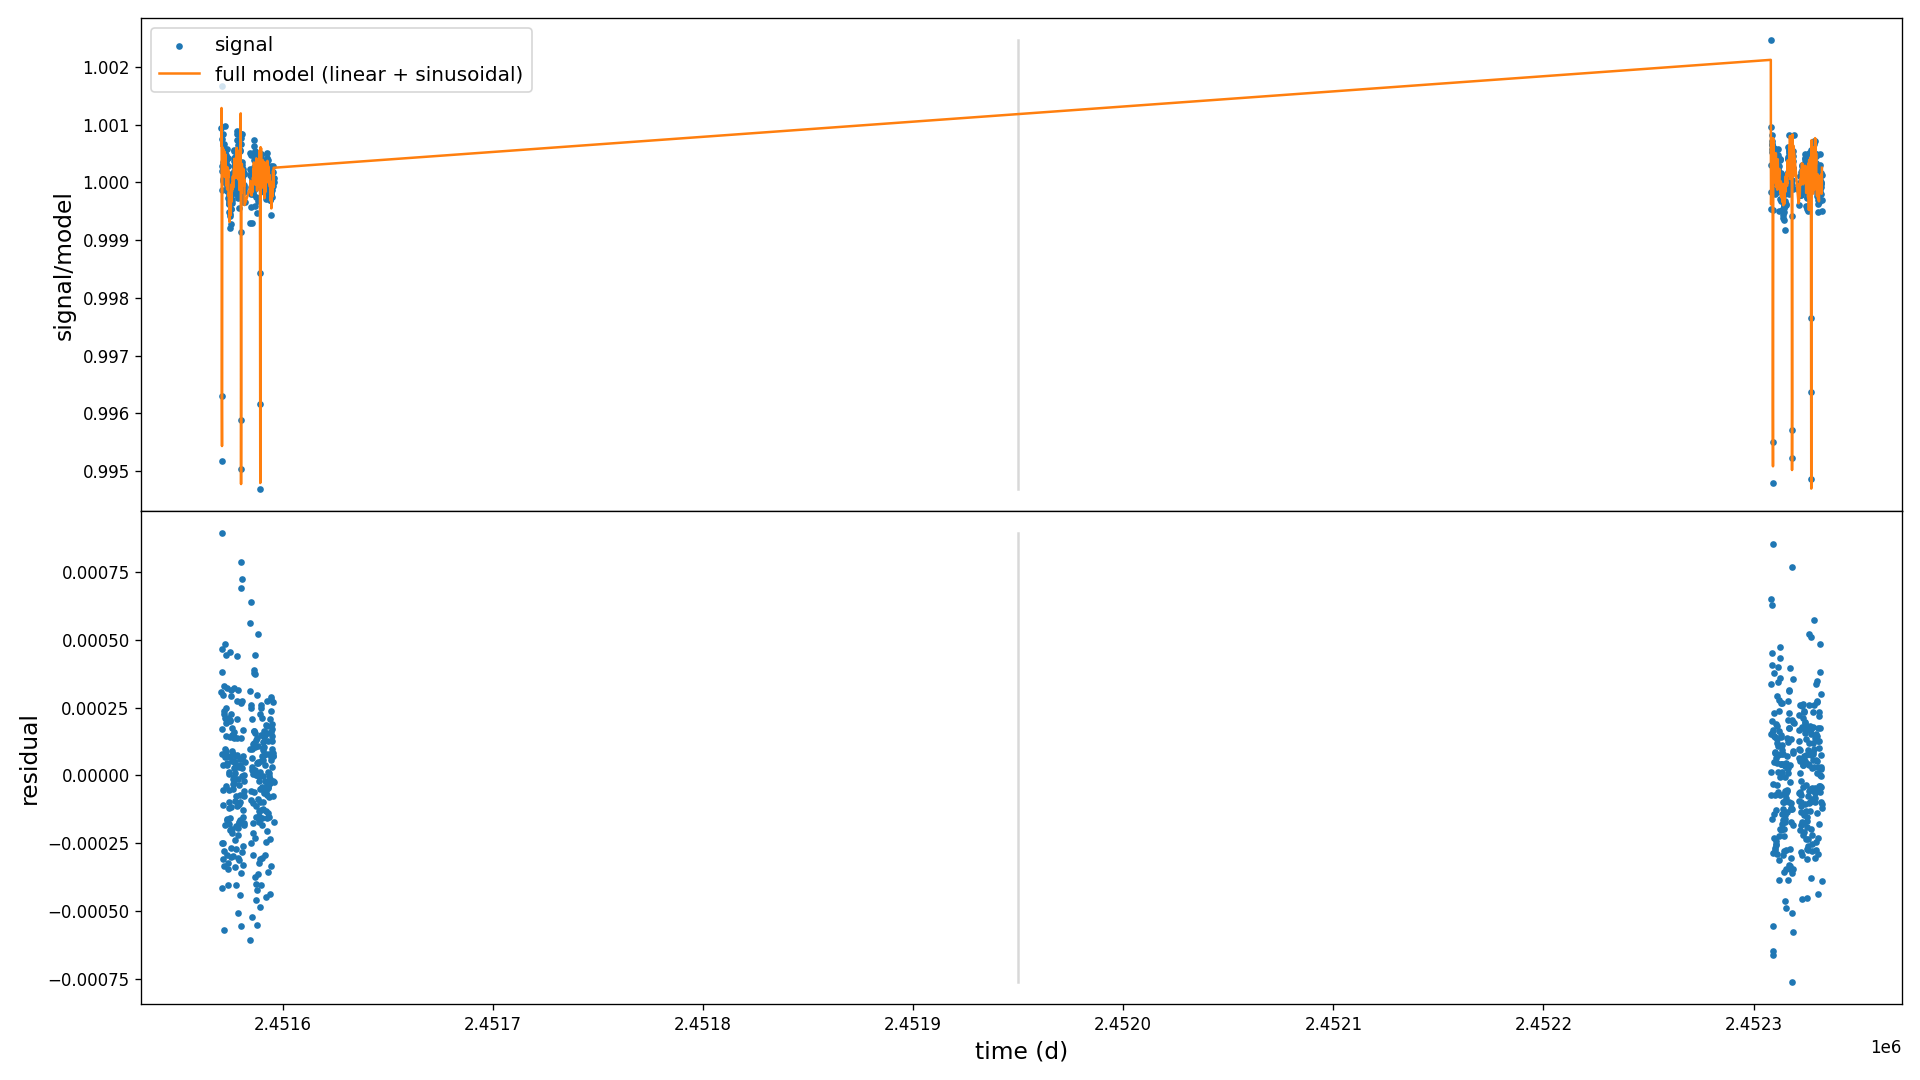 signal
full model (linear + sinusoidal)
signal/model
1.002
1.001
1.000
0.999
0.998
0.997
0.996
0.995
residual
0.00075
0.00050
0.00025
0.00000
−0.00025
−0.00050
−0.00075
2.4516 2.4517 2.4518 2.4519 2.4520 2.4521 2.4522 2.4523
1e6
time (d)